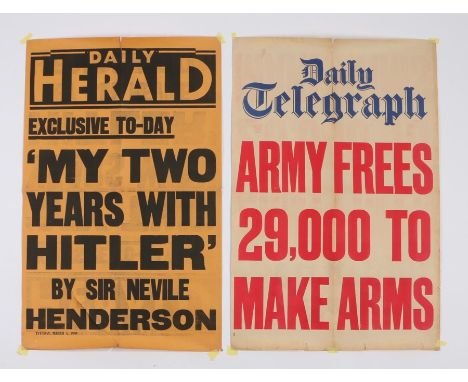 DAILY
HERALD
EXCLUSIVE TO-DAY
'MY TWO
YEARS WITH
HITLER'
BY SIR NEVILE
HENDERSON
Daily
Telegraph
ARMY FREES
29,000 TO
MAKE ARMS